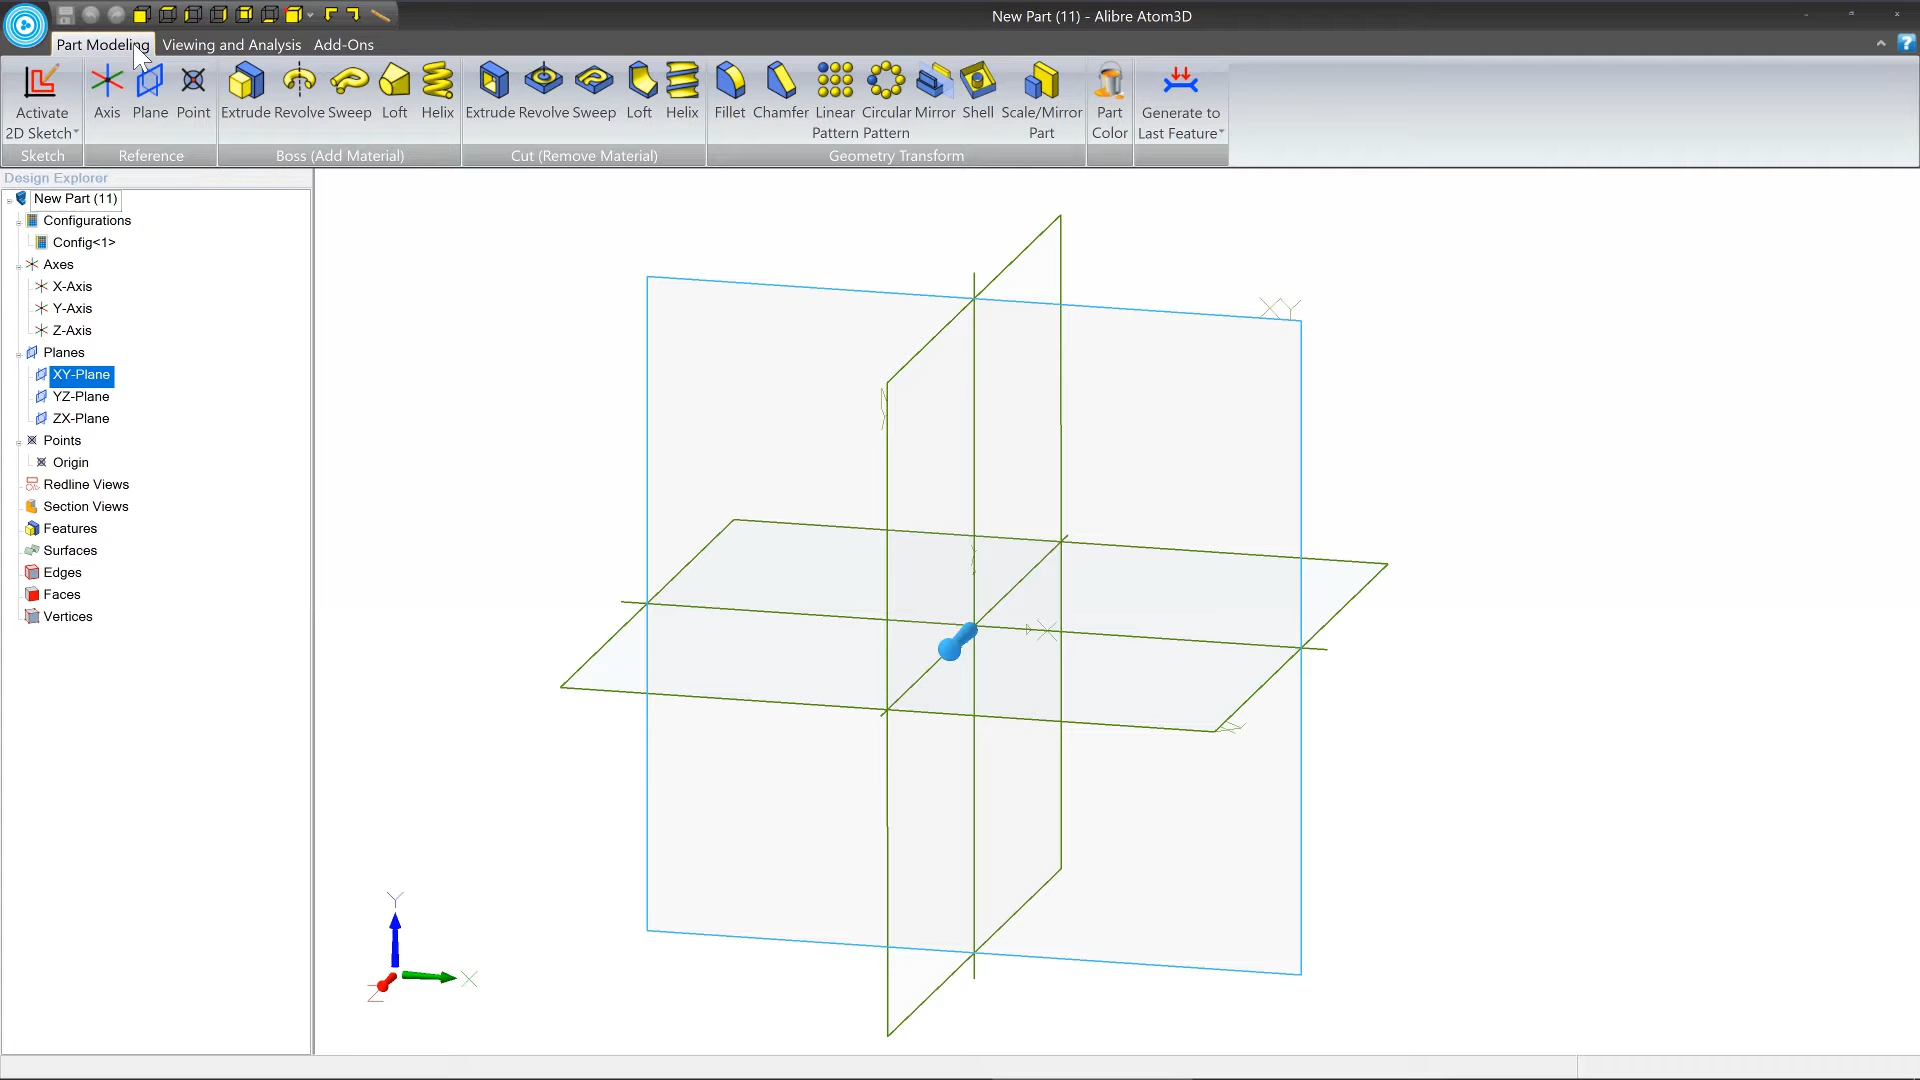 New Part (11) - Alibre Atom3D
Part Modeling Viewing and Analysis Add-Ons
Activate 2D Sketch
Axis Plane Point
Extrude Revolve Sweep Loft Helix
Extrude Revolve Sweep Loft Helix
Fillet Chamfer Linear Pattern Circular Pattern Mirror Shell Scale/Mirror Part
Part Color
Generate to Last Feature
Sketch Reference Boss (Add Material) Cut (Remove Material) Geometry Transform
Design Explorer
New Part (11)
Configurations
Config<1>
Axes
X-Axis
Y-Axis
Z-Axis
Planes
XY-Plane
YZ-Plane
ZX-Plane
Points
Origin
Redline Views
Section Views
Features
Surfaces
Edges
Faces
Vertices
XY
X
Y
X
Z